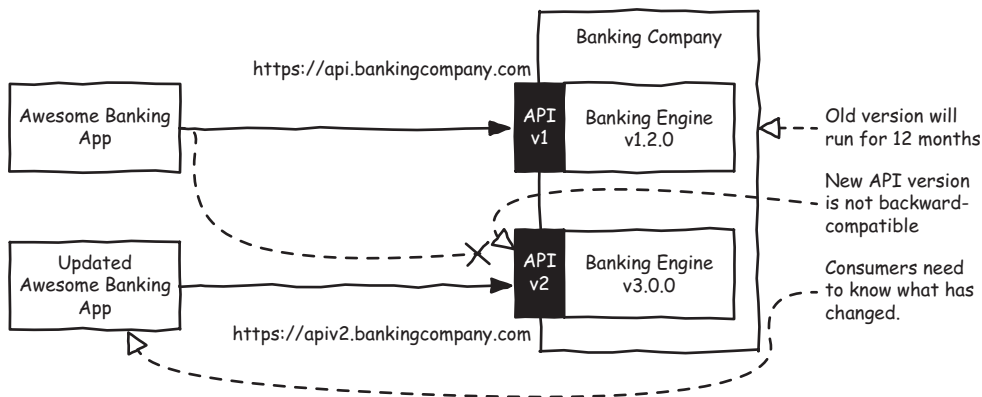 Banking Company
https://api.bankingcompany.com
Awesome Banking
App
API
v1
Banking Engine
v1.2.0
Old version will
run for 12 months
New API version
is not backward-
compatible
Updated
Awesome Banking
App
API
v2
Banking Engine
v3.0.0
Consumers need
to know what has
changed.
https://apiv2.bankingcompany.com